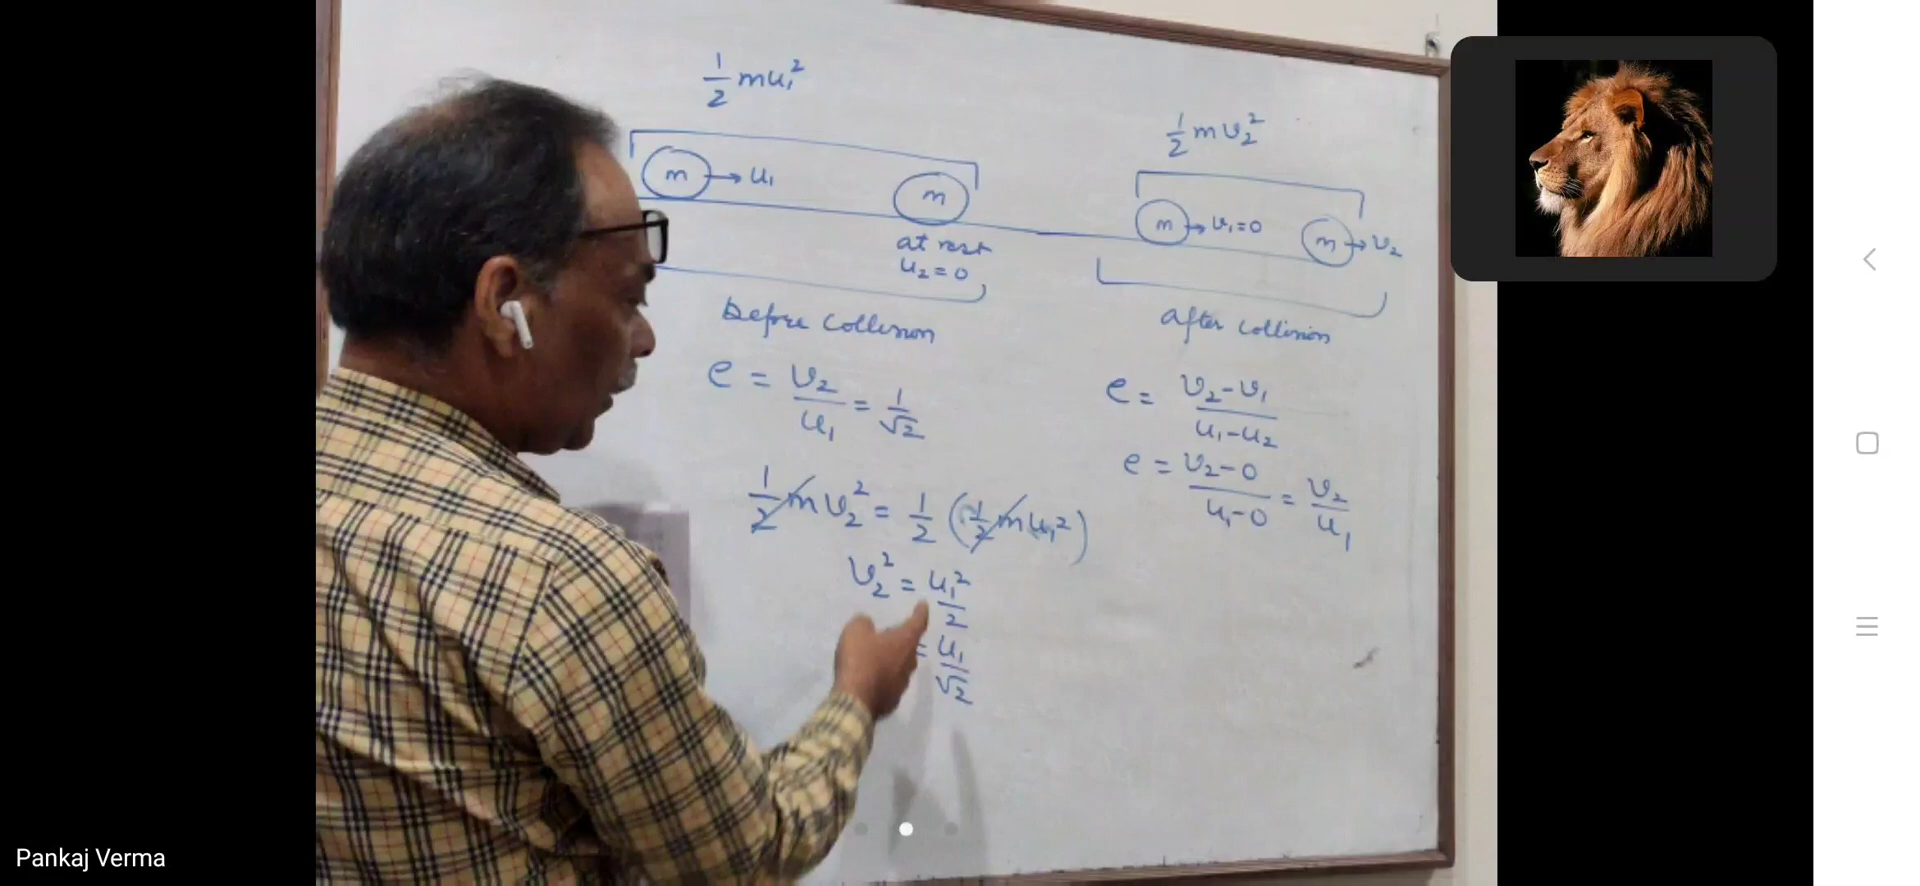 1/2 mu₁²
1/2 mv₂²
m → u₁
m
m → v₁=0
m → v₂
at rest
u₂ = 0
Before Collision
After Collision
e = v₂/u₁ = 1/√2
e = (v₂-v₁)/(u₁-u₂)
e = (v₂-0)/(u₁-0) = v₂/u₁
1/2 mv₂² = 1/2 (1/2 mu₁²)
v₂² = u₁²/2
= u₁/√2
Pankaj Verma